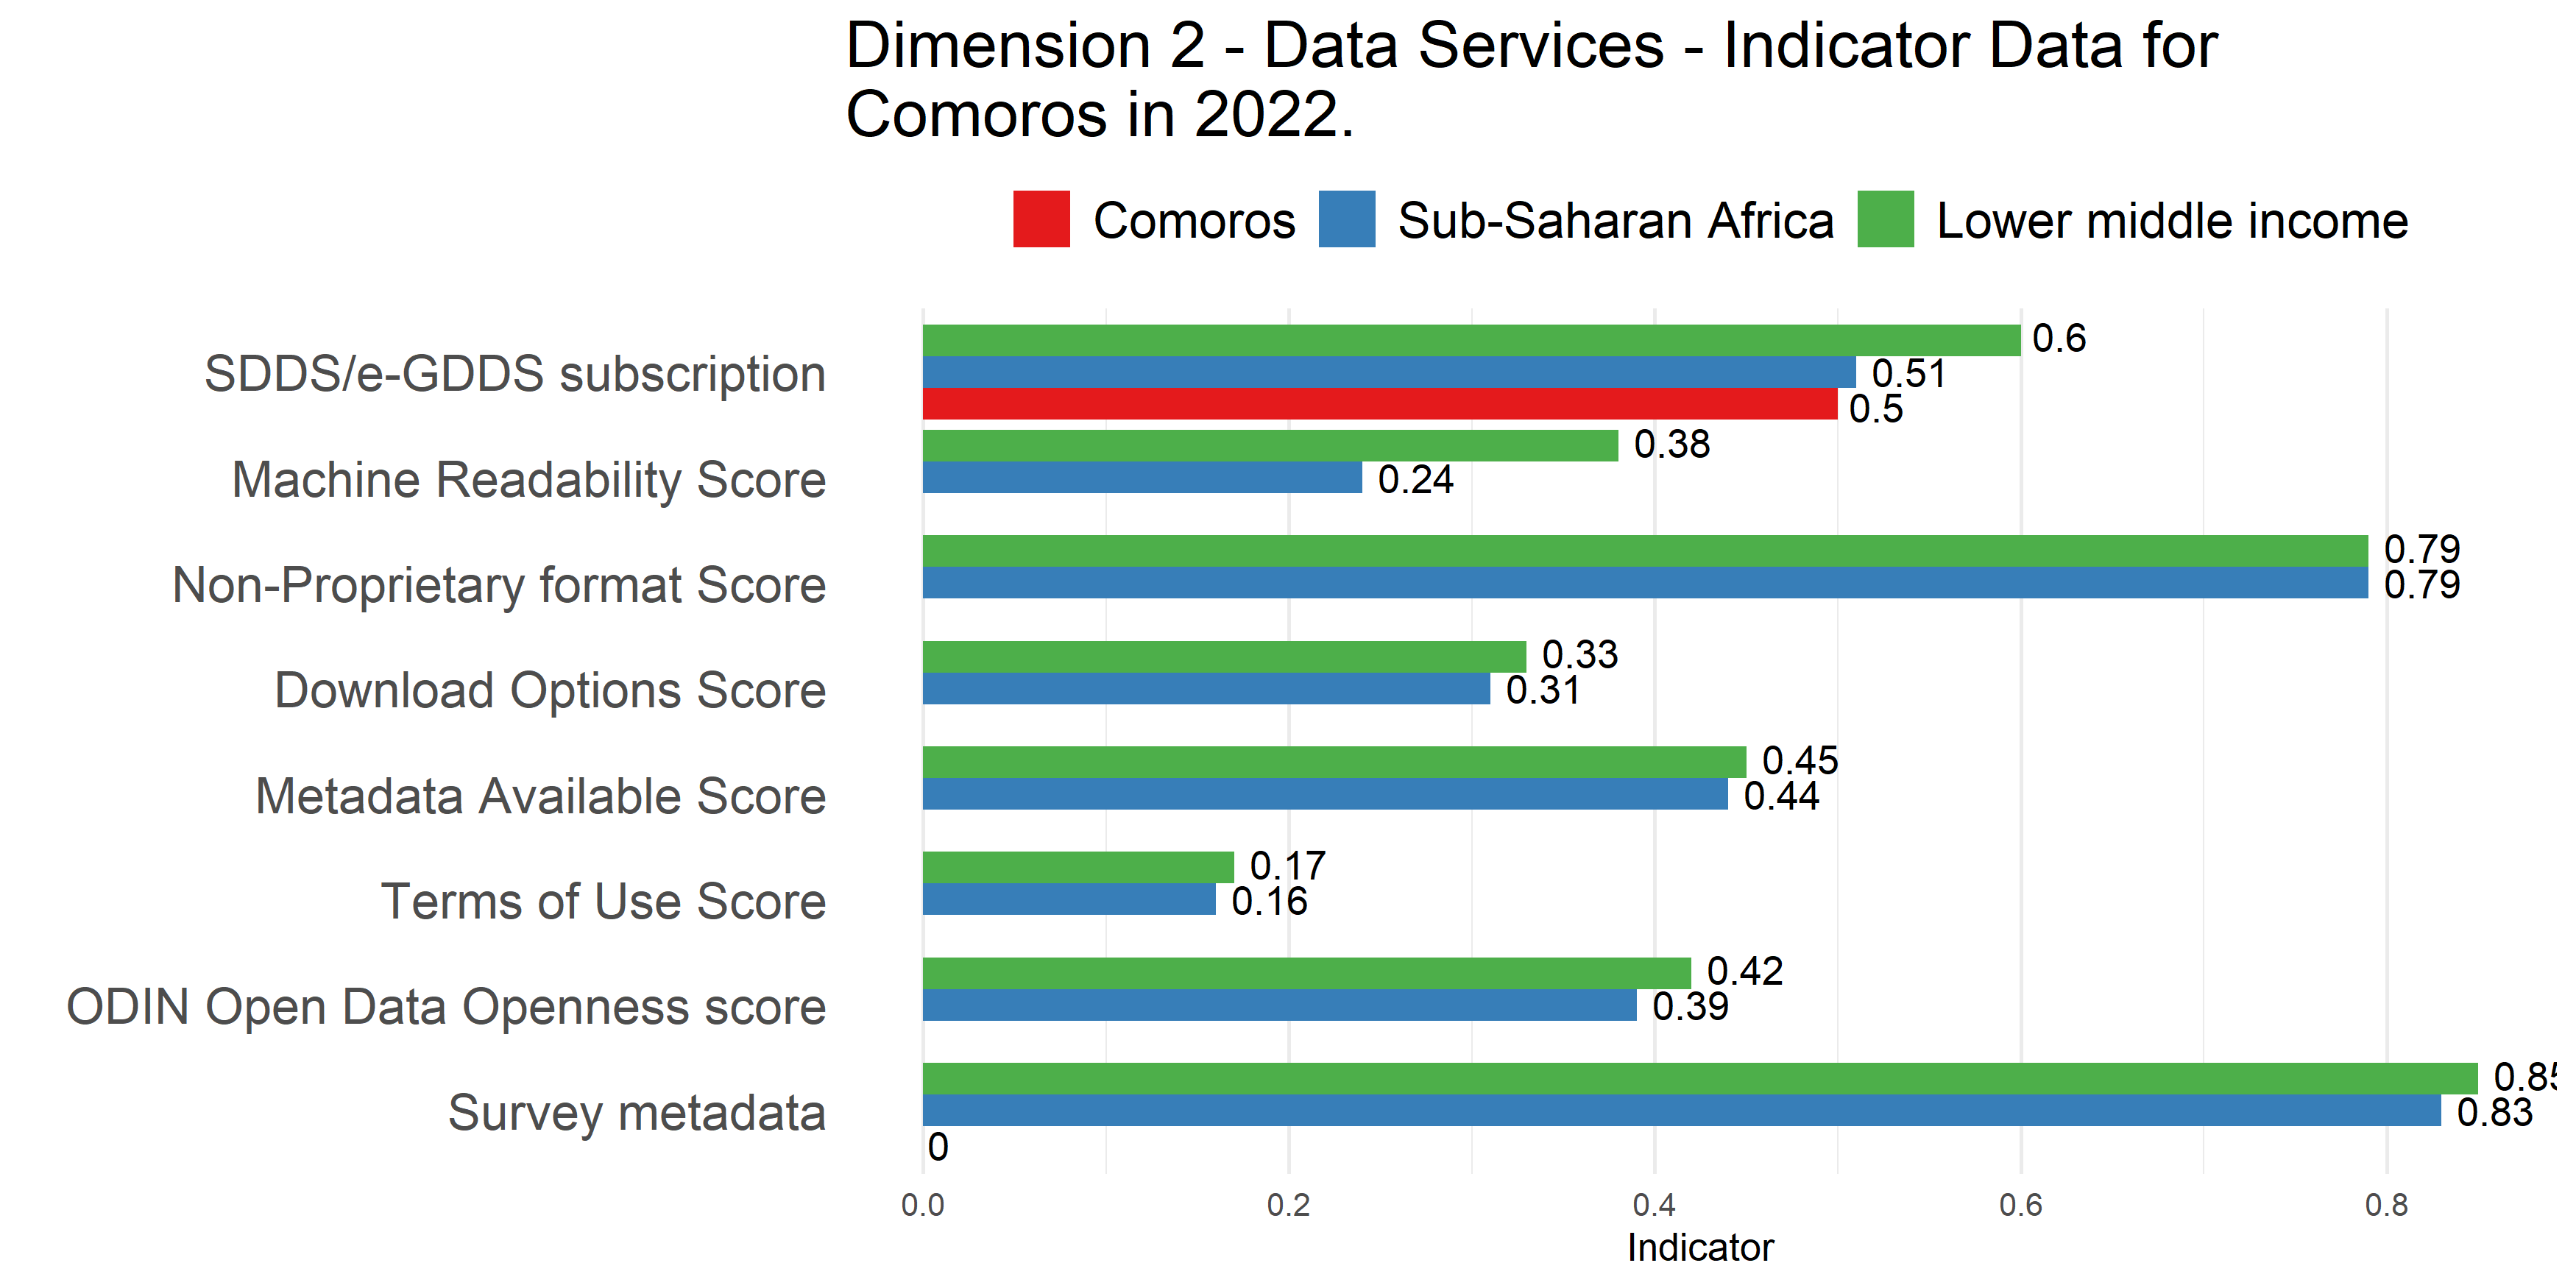 Dimension 2 - Data Services - Indicator Data for
Comoros in 2022.
Comoros Sub-Saharan Africa Lower middle income
SDDS/e-GDDS subscription
0.6
0.51
0.5
Machine Readability Score
0.38
0.24
Non-Proprietary format Score
0.79
0.79
Download Options Score
0.33
0.31
Metadata Available Score
0.45
0.44
Terms of Use Score
0.17
0.16
ODIN Open Data Openness score
0.42
0.39
Survey metadata
0.85
0.83
0
0.0 0.2 0.4 0.6 0.8
Indicator